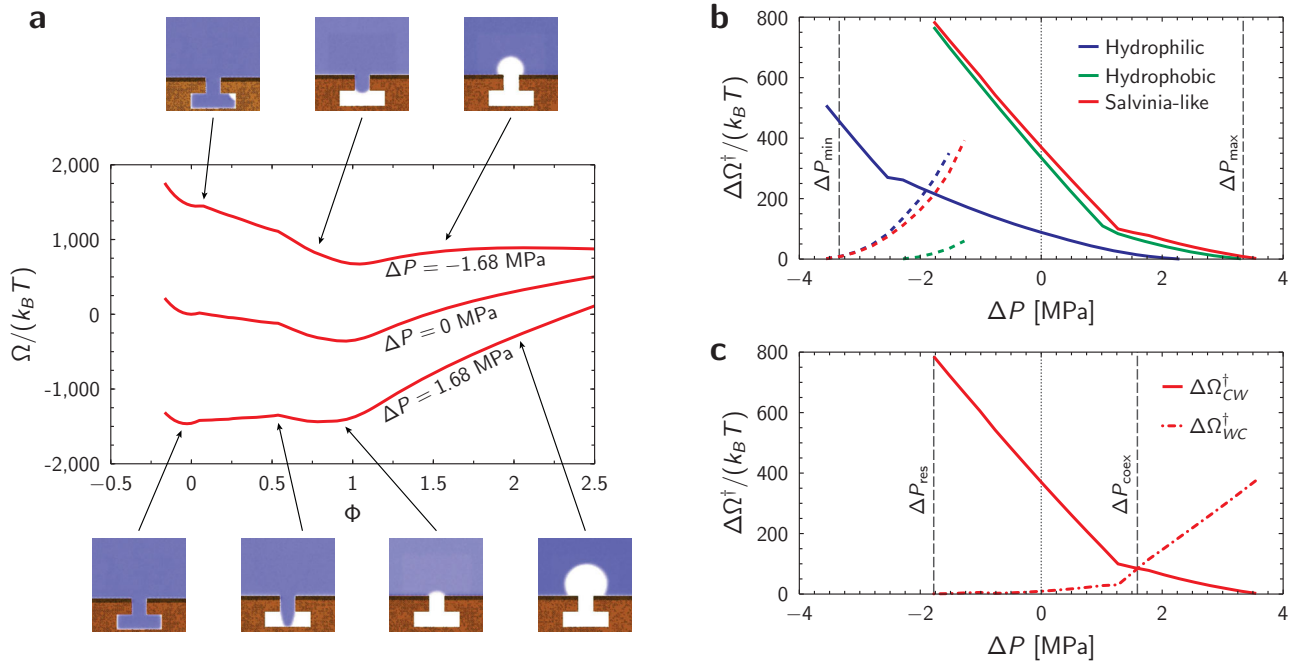 a
2,000
1,000
0
-1,000
-2,000
Ω/(k_B T)
ΔP = −1.68 MPa
ΔP = 0 MPa
ΔP = 1.68 MPa
−0.5 0 0.5 1 1.5 2 2.5
Φ
b
800
600
400
200
0
ΔΩ†/(k_B T)
Hydrophilic
Hydrophobic
Salvinia-like
ΔP_min
ΔP_max
−4 −2 0 2 4
ΔP [MPa]
c
800
600
400
200
0
ΔΩ†/(k_B T)
ΔΩ†_CW
ΔΩ†_WC
ΔP_res
ΔP_coex
−4 −2 0 2 4
ΔP [MPa]